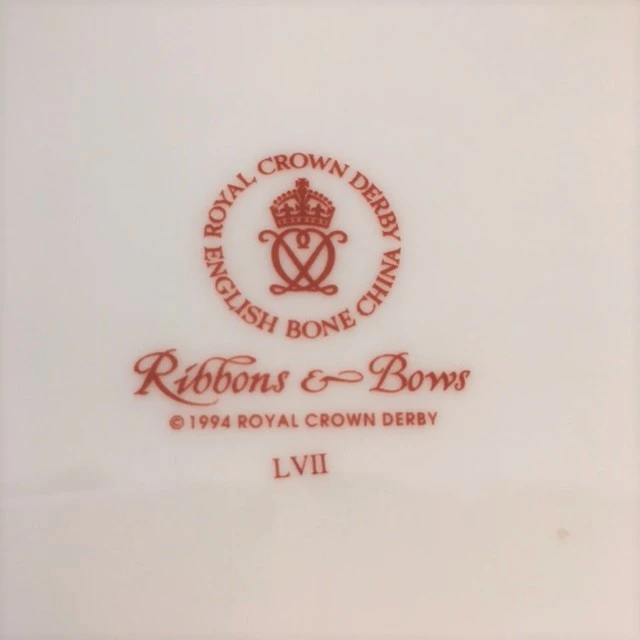 ROYAL CROWN DERBY
ENGLISH BONE CHINA
Ribbons & Bows
© 1994 ROYAL CROWN DERBY
LVII